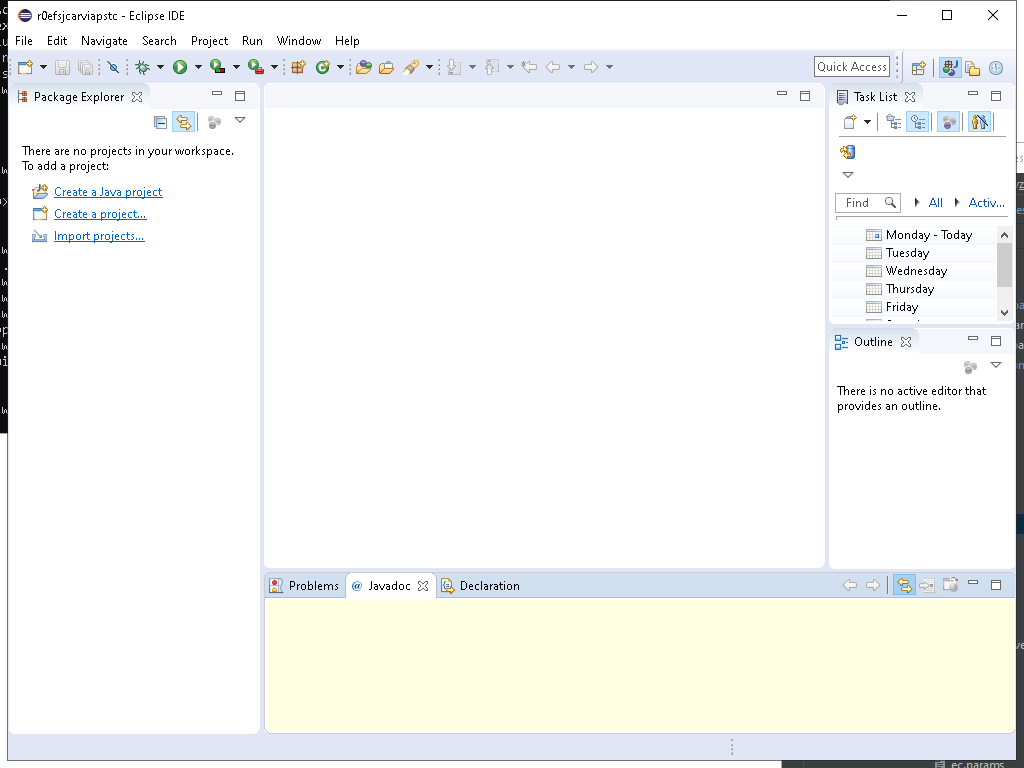 r0efsjcarviapstc - Eclipse IDE
File Edit Navigate Search Project Run Window Help
Quick Access
Package Explorer
There are no projects in your workspace.
To add a project:
Create a Java project
Create a project...
Import projects...
Task List
Find
All
Activ...
Monday - Today
Tuesday
Wednesday
Thursday
Friday
Outline
There is no active editor that
provides an outline.
Problems
@ Javadoc
Declaration
ec.params